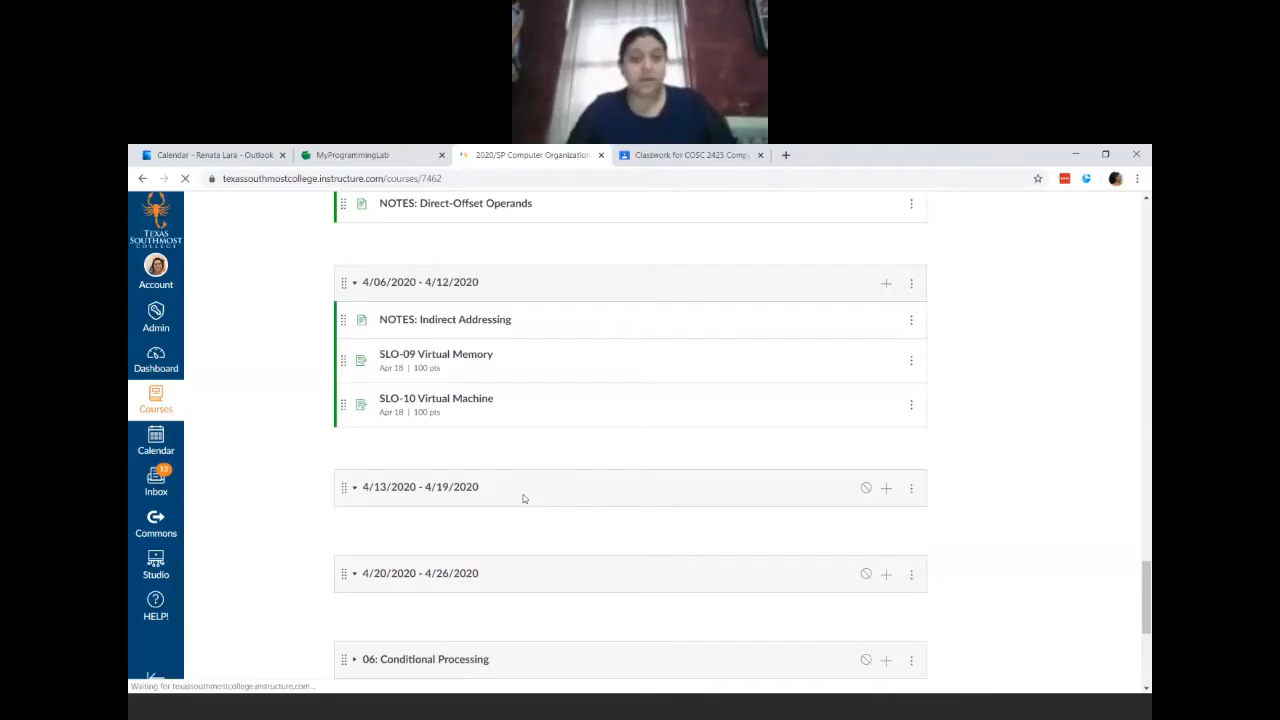 Calendar - Renata Lara - Outlook
MyProgrammingLab
2020/SP Computer Organization
Classwork for COSC 2425 Comp
texassouthmostcollege.instructure.com/courses/7462
TEXAS
SOUTHMOST
COLLEGE
Account
Admin
Dashboard
Courses
Calendar
13
Inbox
Commons
Studio
HELP!
NOTES: Direct-Offset Operands
4/06/2020 - 4/12/2020
NOTES: Indirect Addressing
SLO-09 Virtual Memory
Apr 18 | 100 pts
SLO-10 Virtual Machine
Apr 18 | 100 pts
4/13/2020 - 4/19/2020
4/20/2020 - 4/26/2020
06: Conditional Processing
Waiting for texassouthmostcollege.instructure.com...